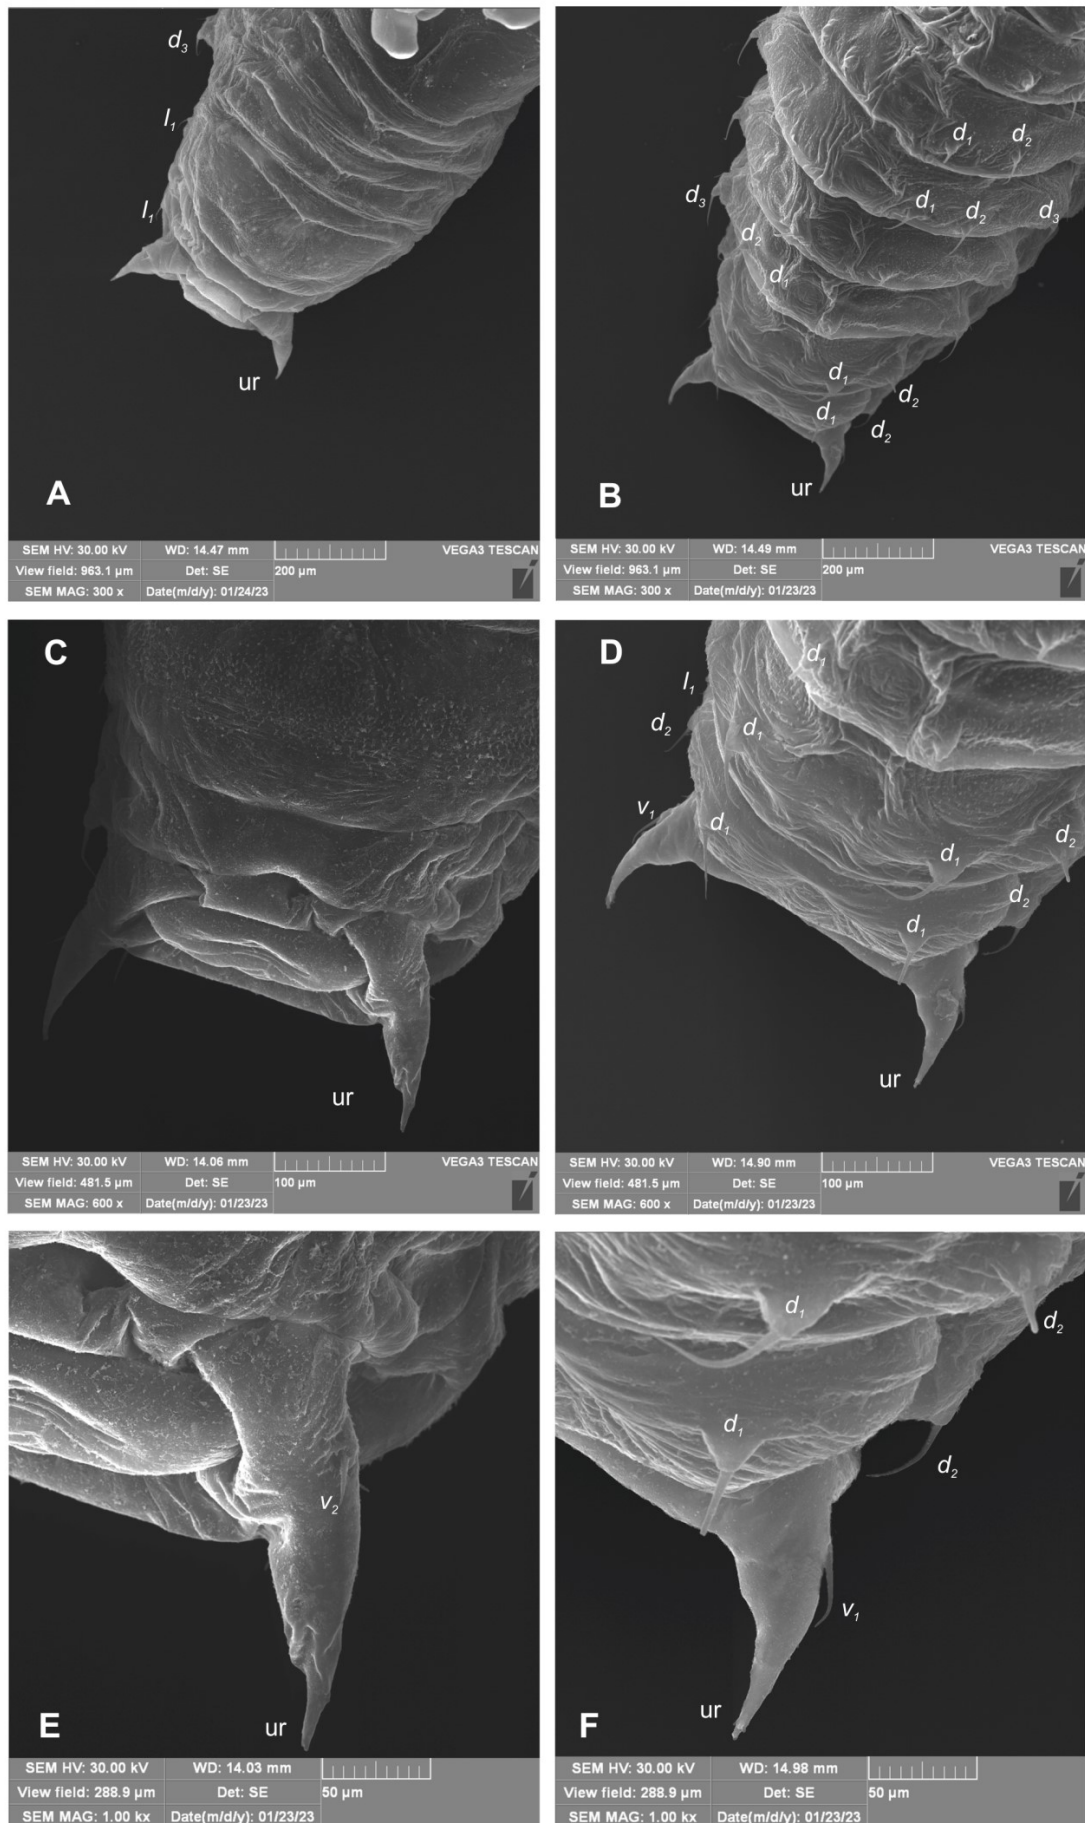 d3
l1
l1
ur
A
SEM HV: 30.00 kV WD: 14.47 mm VEGA3 TESCAN
View field: 963.1 µm Det: SE 200 µm
SEM MAG: 300 x Date(m/d/y): 01/24/23
d1 d2
d3 d1 d2 d3
d2
d1
d1
d2
d1
d2
ur
B
SEM HV: 30.00 kV WD: 14.49 mm VEGA3 TESCAN
View field: 963.1 µm Det: SE 200 µm
SEM MAG: 300 x Date(m/d/y): 01/23/23
C
ur
SEM HV: 30.00 kV WD: 14.06 mm VEGA3 TESCAN
View field: 481.5 µm Det: SE 100 µm
SEM MAG: 600 x Date(m/d/y): 01/23/23
D
d1
l1
d2
d1
v1
d1
d1
d2
d2
d1
ur
SEM HV: 30.00 kV WD: 14.90 mm VEGA3 TESCAN
View field: 481.5 µm Det: SE 100 µm
SEM MAG: 600 x Date(m/d/y): 01/23/23
v2
ur
E
SEM HV: 30.00 kV WD: 14.03 mm
View field: 288.9 µm Det: SE 50 µm
SEM MAG: 1.00 kx Date(m/d/y): 01/23/23
d1
d2
d1
d2
v1
ur
F
SEM HV: 30.00 kV WD: 14.98 mm
View field: 288.9 µm Det: SE 50 µm
SEM MAG: 1.00 kx Date(m/d/y): 01/23/23